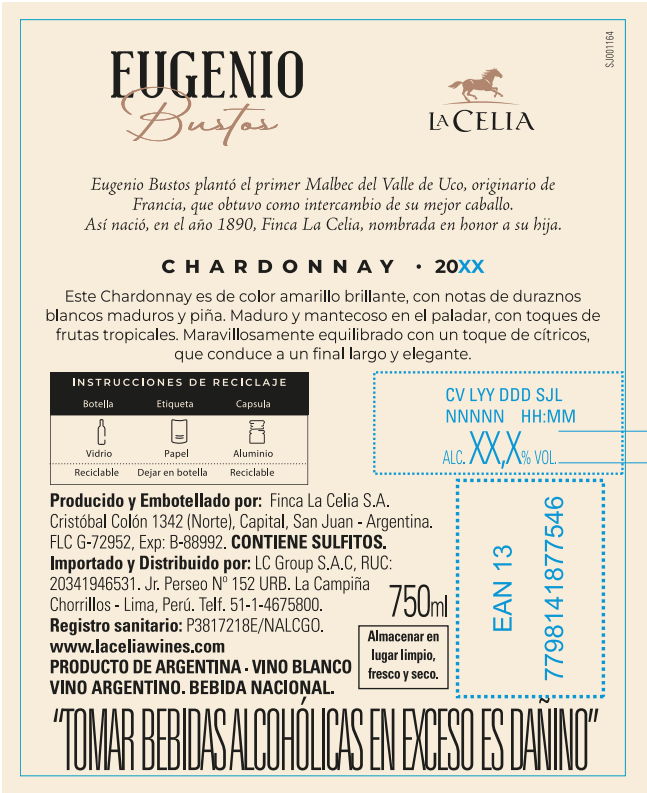 SJ001164
EUGENIO
Bustos
LA CELIA
Eugenio Bustos plantó el primer Malbec del Valle de Uco, originario de
Francia, que obtuvo como intercambio de su mejor caballo.
Así nació, en el año 1890, Finca La Celia, nombrada en honor a su hija.
CHARDONNAY · 20XX
Este Chardonnay es de color amarillo brillante, con notas de duraznos
blancos maduros y piña. Maduro y mantecoso en el paladar, con toques de
frutas tropicales. Maravillosamente equilibrado con un toque de cítricos,
que conduce a un final largo y elegante.
INSTRUCCIONES DE RECICLAJE
Botella Etiqueta Capsula
Vidrio Papel Aluminio
Reciclable Dejar en botella Reciclable
CV LYY DDD SJL
NNNNN HH:MM
ALC. XX,X% VOL.
Producido y Embotellado por: Finca La Celia S.A.
Cristóbal Colón 1342 (Norte), Capital, San Juan - Argentina.
FLC G-72952, Exp: B-88992. CONTIENE SULFITOS.
Importado y Distribuido por: LC Group S.A.C, RUC:
20341946531. Jr. Perseo Nº 152 URB. La Campiña
Chorrillos - Lima, Perú. Telf. 51-1-4675800.
Registro sanitario: P3817218E/NALCGO.
www.laceliawines.com
PRODUCTO DE ARGENTINA - VINO BLANCO
VINO ARGENTINO. BEBIDA NACIONAL.
750ml
Almacenar en
lugar limpio,
fresco y seco.
EAN 13
7798141877546
"TOMAR BEBIDAS ALCOHÓLICAS EN EXCESO ES DAÑINO"